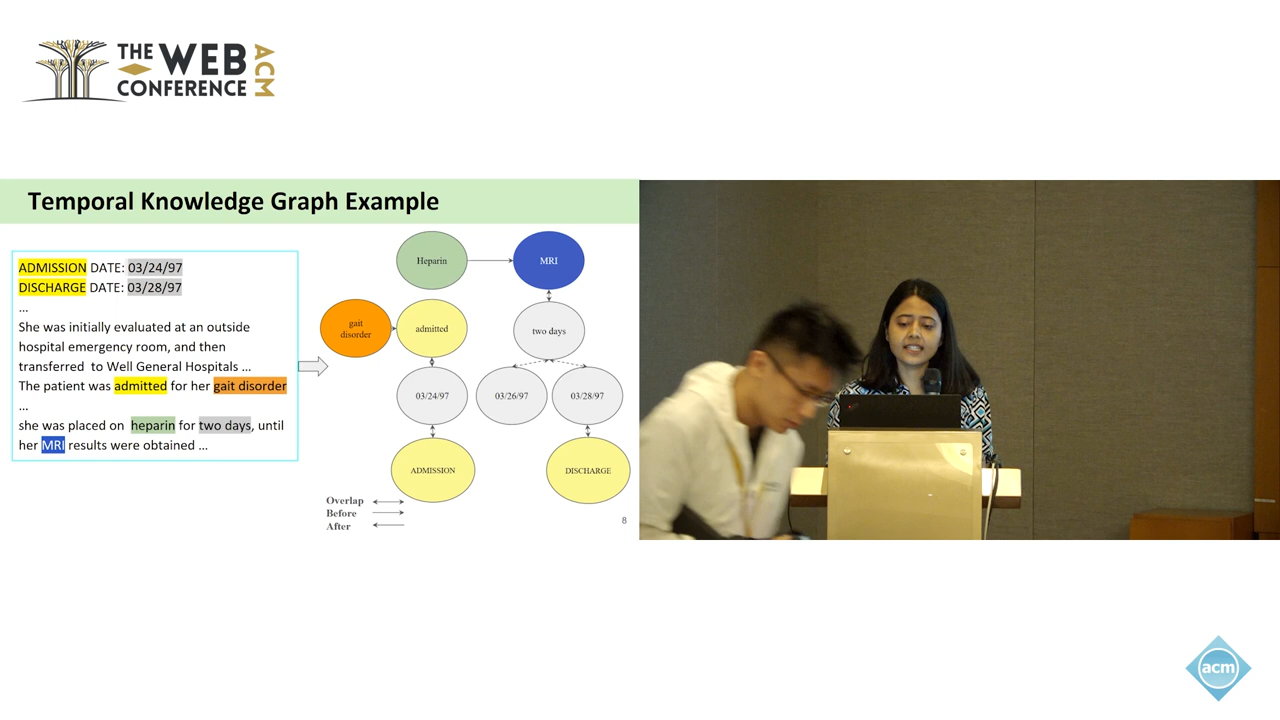 THE WEB
CONFERENCE
ACM
Temporal Knowledge Graph Example
ADMISSION DATE: 03/24/97
DISCHARGE DATE: 03/28/97
...
She was initially evaluated at an outside
hospital emergency room, and then
transferred to Well General Hospitals ...
The patient was admitted for her gait disorder
...
she was placed on heparin for two days, until
her MRI results were obtained ...
Heparin
MRI
gait
disorder
admitted
two days
03/24/97
03/26/97
03/28/97
ADMISSION
DISCHARGE
Overlap
Before
After
8
acm